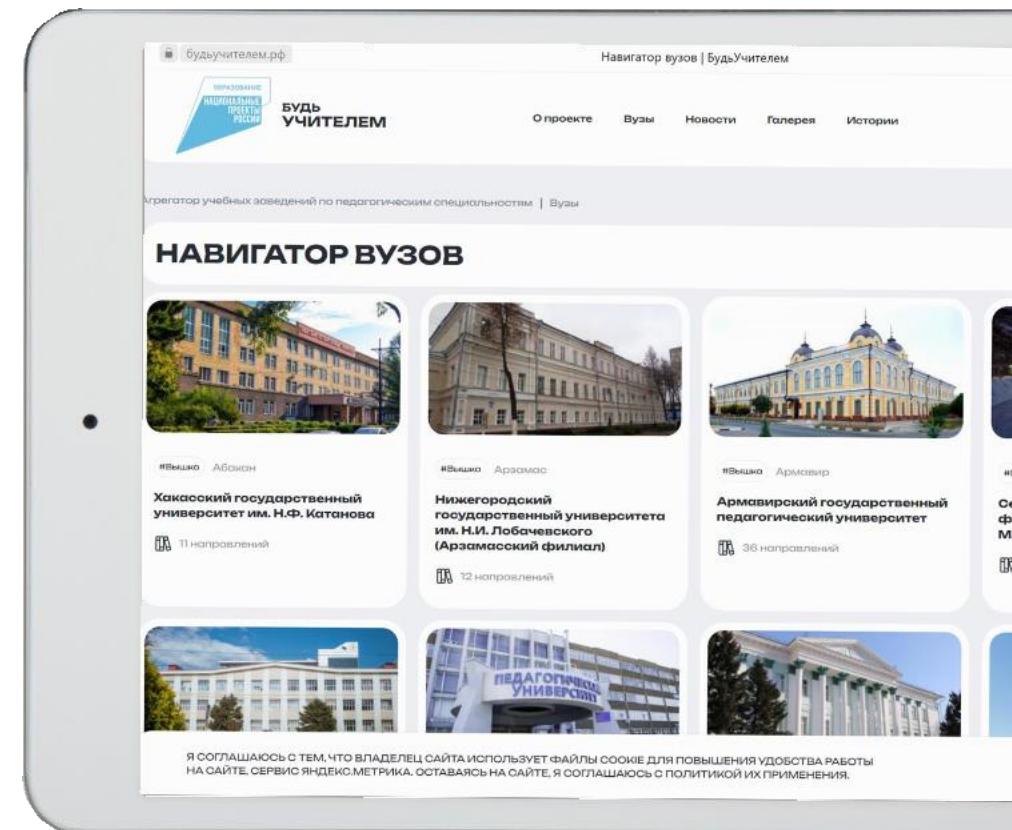 будьучителем.рф
Навигатор вузов | БудьУчителем
ОБРАЗОВАНИЕ
НАЦИОНАЛЬНЫЕ
ПРОЕКТЫ
РОССИИ
БУДЬ
УЧИТЕЛЕМ
О проекте Вузы Новости Галерея Истории
Агрегатор учебных заведений по педагогическим специальностям | Вузы
НАВИГАТОР ВУЗОВ
#Вышка Абакан
Хакасский государственный
университет им. Н.Ф. Катанова
11 направлений
#Вышка Арзамас
Нижегородский
государственный университета
им. Н.И. Лобачевского
(Арзамасский филиал)
12 направлений
#Вышка Армавир
Армавирский государственный
педагогический университет
36 направлений
ПЕДАГОГИЧЕСКИЙ
УНИВЕРСИТЕТ
Я СОГЛАШАЮСЬ С ТЕМ, ЧТО ВЛАДЕЛЕЦ САЙТА ИСПОЛЬЗУЕТ ФАЙЛЫ COOKIE ДЛЯ ПОВЫШЕНИЯ УДОБСТВА РАБОТЫ
НА САЙТЕ, СЕРВИС ЯНДЕКС.МЕТРИКА. ОСТАВАЯСЬ НА САЙТЕ, Я СОГЛАШАЮСЬ С ПОЛИТИКОЙ ИХ ПРИМЕНЕНИЯ.